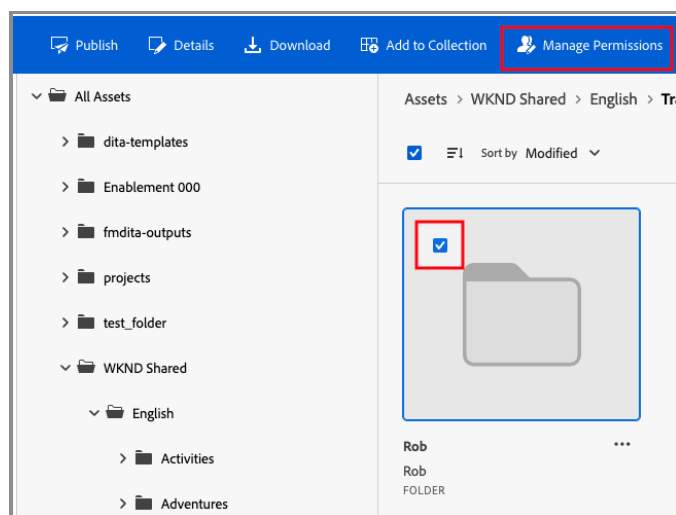 Publish Details Download Add to Collection Manage Permissions
All Assets
dita-templates
Enablement 000
fmdita-outputs
projects
test_folder
WKND Shared
English
Activities
Adventures
Assets > WKND Shared > English >
Sort by Modified
Rob
Rob
FOLDER